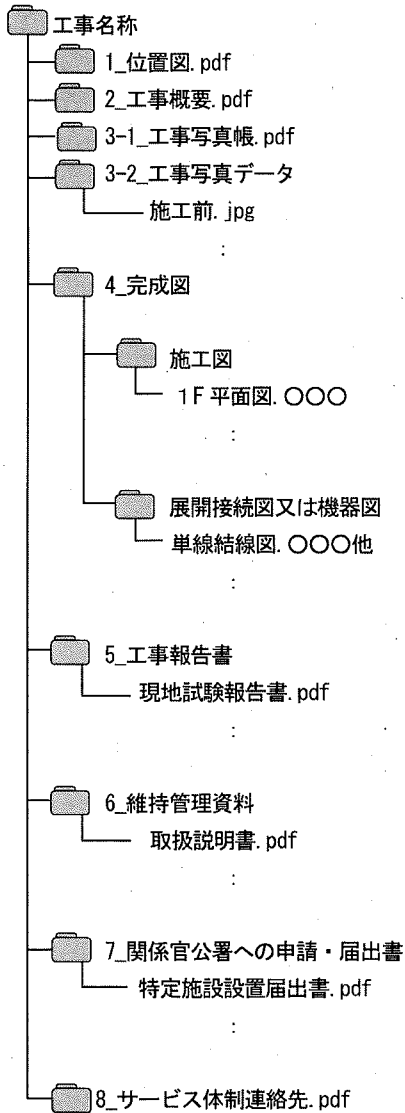 工事名称
1_位置図.pdf
2_工事概要.pdf
3-1_工事写真帳.pdf
3-2_工事写真データ
施工前.jpg
:
4_完成図
施工図
1F平面図.〇〇〇
:
展開接続図又は機器図
単線結線図.〇〇〇他
:
5_工事報告書
現地試験報告書.pdf
:
6_維持管理資料
取扱説明書.pdf
:
7_関係官公署への申請・届出書
特定施設設置届出書.pdf
:
8_サービス体制連絡先.pdf